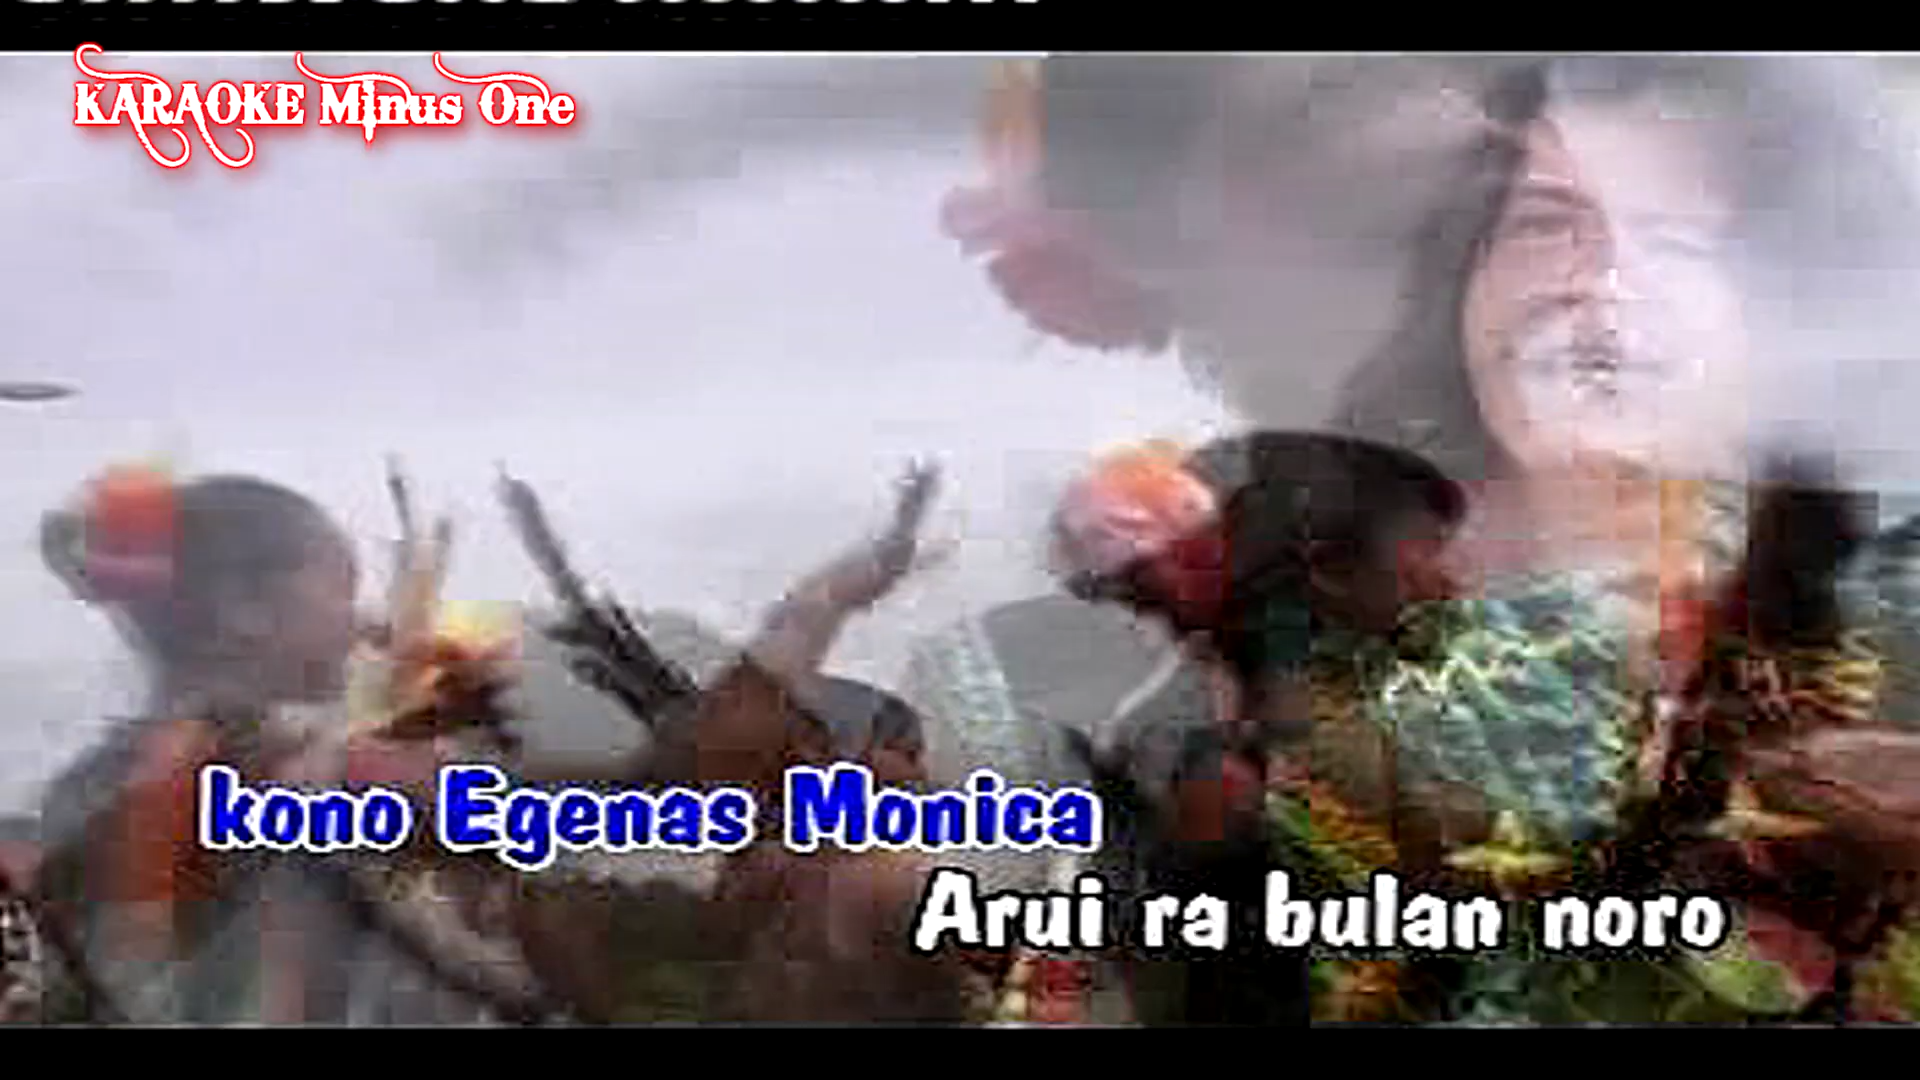 KARAOKE Minus One
kono Egenas Monica
Arui ra bulan noro